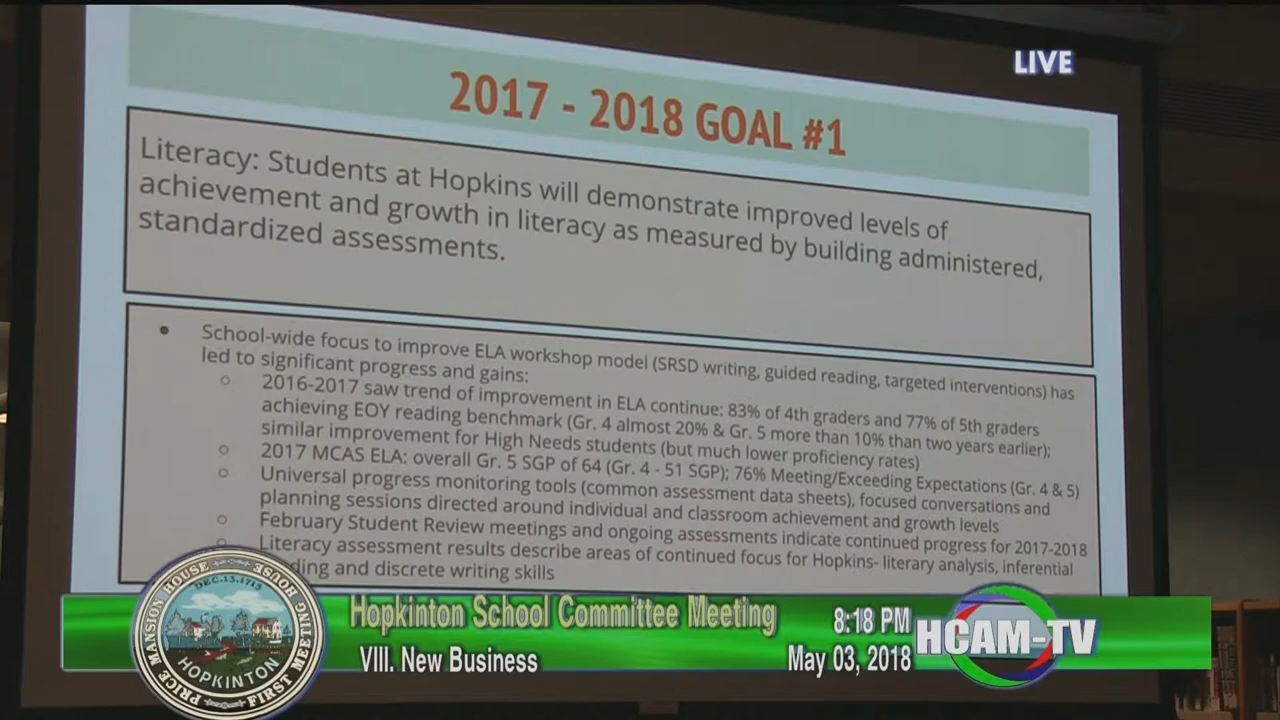 LIVE
2017 - 2018 GOAL #1
Literacy: Students at Hopkins will demonstrate improved levels of
achievement and growth in literacy as measured by building administered,
standardized assessments.
School-wide focus to improve ELA workshop model (SRSD writing, guided reading, targeted interventions) has
led to significant progress and gains:
2016-2017 saw trend of improvement in ELA continue: 83% of 4th graders and 77% of 5th graders
achieving EOY reading benchmark (Gr. 4 almost 20% & Gr. 5 more than 10% than two years earlier);
similar improvement for High Needs students (but much lower proficiency rates)
2017 MCAS ELA: overall Gr. 5 SGP of 64 (Gr. 4 - 51 SGP); 76% Meeting/Exceeding Expectations (Gr. 4 & 5)
Universal progress monitoring tools (common assessment data sheets), focused conversations and
planning sessions directed around individual and classroom achievement and growth levels
February Student Review meetings and ongoing assessments indicate continued progress for 2017-2018
Literacy assessment results describe areas of continued focus for Hopkins- literary analysis, inferential
and discrete writing skills
Hopkinton School Committee Meeting
8:18 PM
VIII. New Business
May 03, 2018
HCAM-TV
PRICE MANSION HOUSE
HOUSE
FIRST MEETING
DEC.13.1715
HOPKINTON